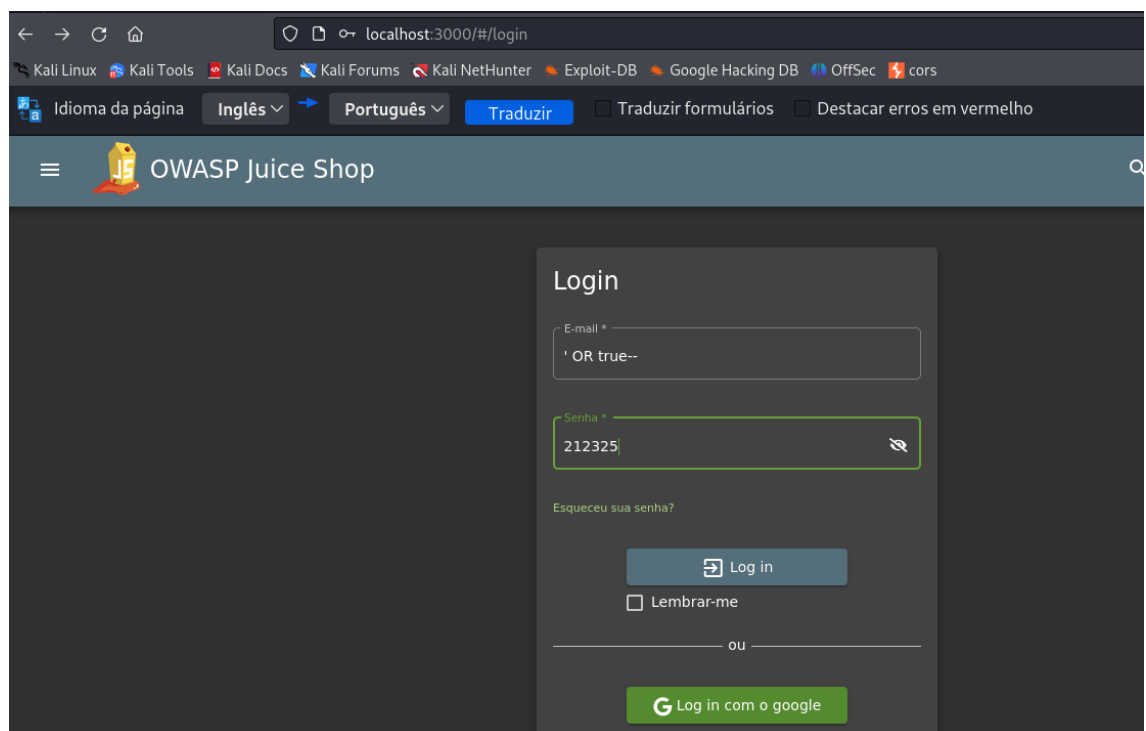 localhost:3000/#/login
Kali Linux Kali Tools Kali Docs Kali Forums Kali NetHunter Exploit-DB Google Hacking DB OffSec cors
Idioma da página Inglês Português Traduzir Traduzir formulários Destacar erros em vermelho
JS OWASP Juice Shop
Login
E-mail *
' OR true--
Senha *
212325
Esqueceu sua senha?
Log in
Lembrar-me
ou
G Log in com o google